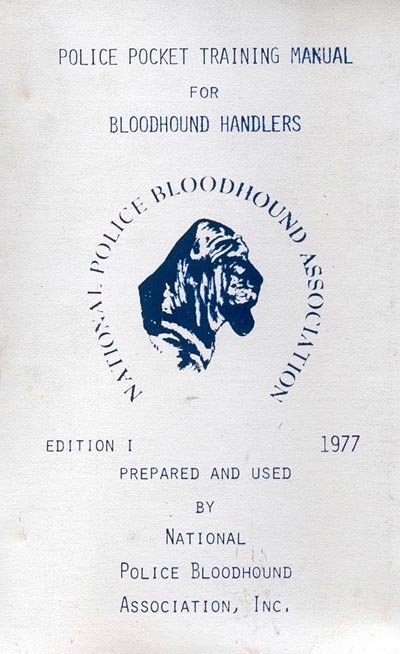 POLICE POCKET TRAINING MANUAL
FOR
BLOODHOUND HANDLERS
NATIONAL POLICE BLOODHOUND ASSOCIATION
EDITION I 1977
PREPARED AND USED
BY
NATIONAL
POLICE BLOODHOUND
ASSOCIATION, INC.